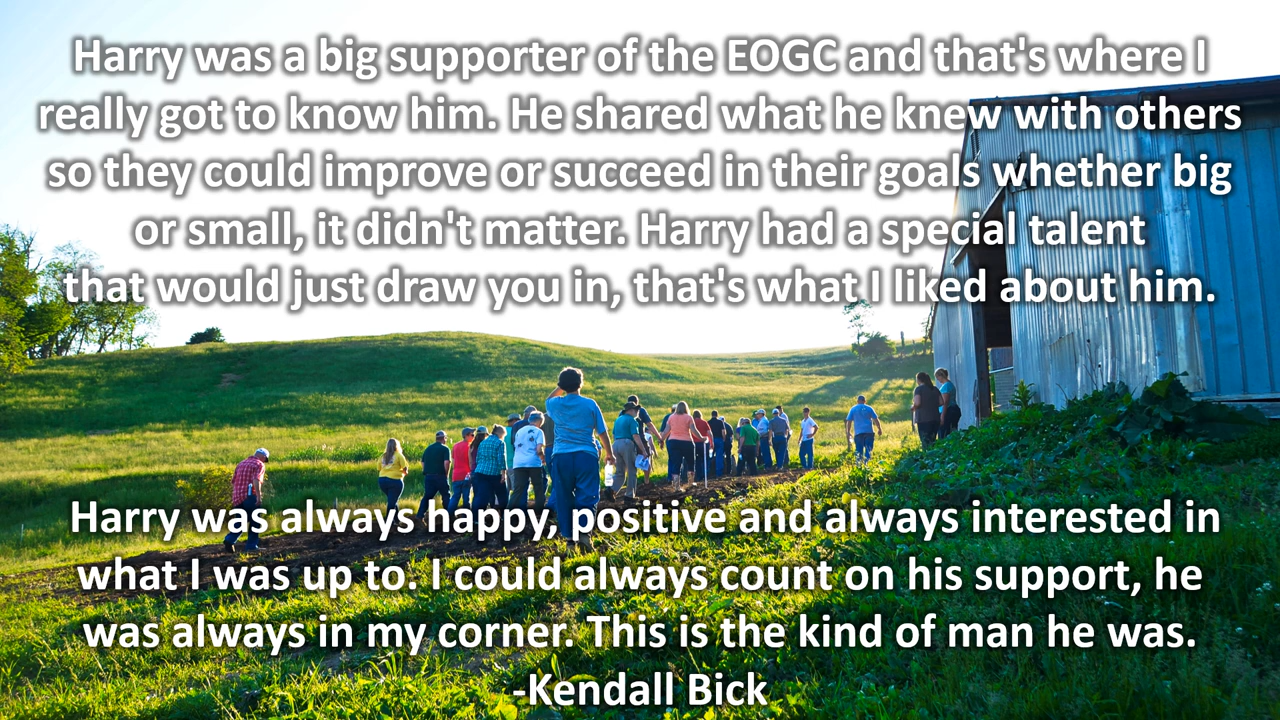 Harry was a big supporter of the EOGC and that's where I
really got to know him. He shared what he knew with others
so they could improve or succeed in their goals whether big
or small, it didn't matter. Harry had a special talent
that would just draw you in, that's what I liked about him.
Harry was always happy, positive and always interested in
what I was up to. I could always count on his support, he
was always in my corner. This is the kind of man he was.
-Kendall Bick